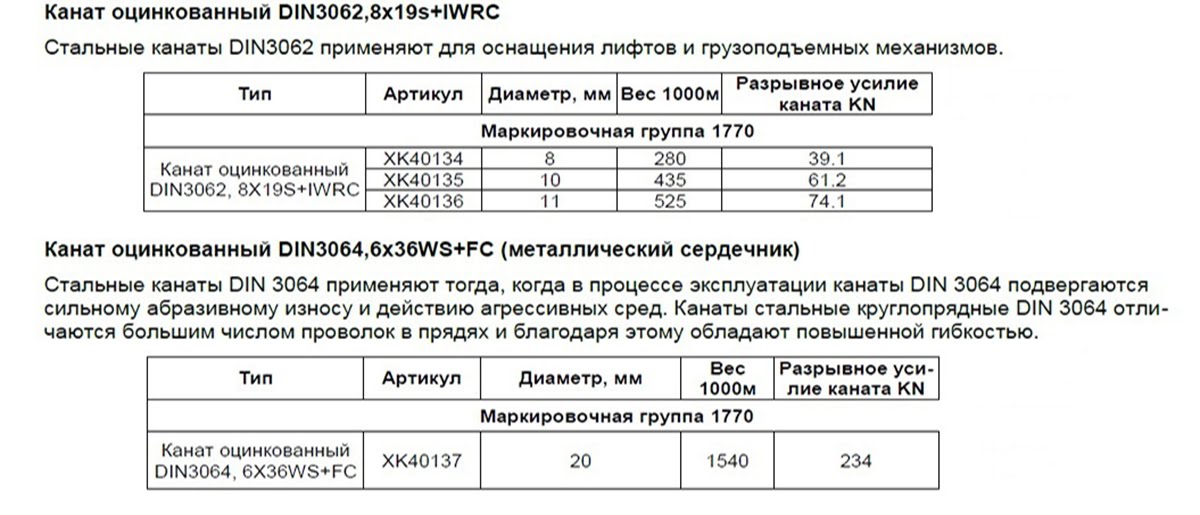 Канат оцинкованный DIN3062,8x19s+IWRC
Стальные канаты DIN3062 применяют для оснащения лифтов и грузоподъемных механизмов.
Тип Артикул Диаметр, мм Вес 1000м Разрывное усилие
каната KN
Маркировочная группа 1770
Канат оцинкованный
DIN3062, 8X19S+IWRC
XK40134 8 280 39.1
XK40135 10 435 61.2
XK40136 11 525 74.1
Канат оцинкованный DIN3064,6x36WS+FC (металлический сердечник)
Стальные канаты DIN 3064 применяют тогда, когда в процессе эксплуатации канаты DIN 3064 подвергаются
сильному абразивному износу и действию агрессивных сред. Канаты стальные круглопрядные DIN 3064 отли-
чаются большим числом проволок в прядях и благодаря этому обладают повышенной гибкостью.
Тип Артикул Диаметр, мм Вес
1000м Разрывное уси-
лие каната KN
Маркировочная группа 1770
Канат оцинкованный
DIN3064, 6X36WS+FC
XK40137 20 1540 234